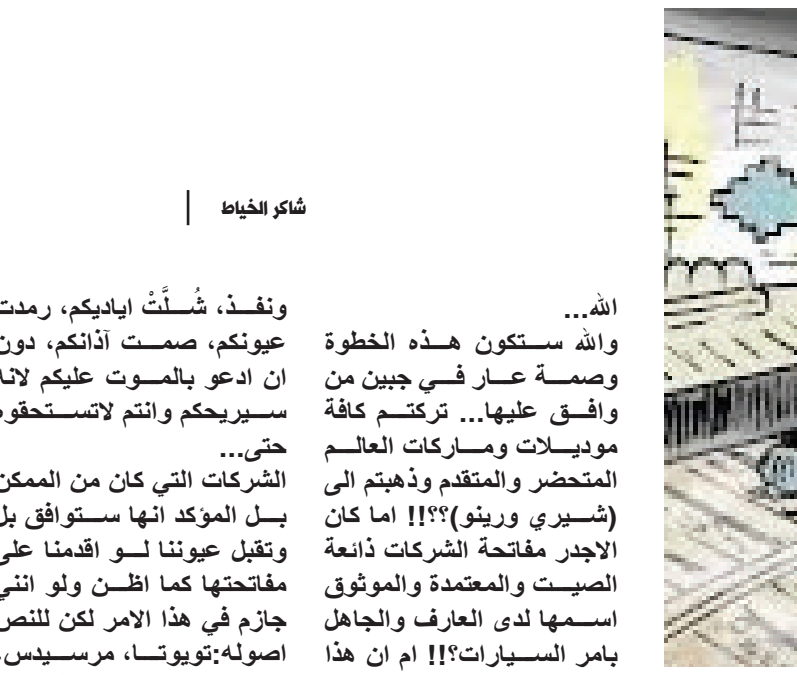 شاكر الخياط
الله...
والله ستكون هذه الخطوة
وصمة عار في جبين من
وافق عليها... تركتم كافة
موديلات وماركات العالم
المتحضر والمتقدم وذهبتم الى
(شيري ورينو)؟؟!! اما كان
الاجدر مفاتحة الشركات ذائعة
الصيت والمعتمدة والموثوق
اسمها لدى العارف والجاهل
بامر السيارات؟!! ام ان هذا
ونفذ، شُلَّتْ اياديكم، رمدت
عيونكم، صمت آذانكم، دون
ان ادعو بالموت عليكم لانه
سيريحكم وانتم لاتستحقوه
حتى...
الشركات التي كان من الممكن
بل المؤكد انها ستوافق بل
وتقبل عيوننا لو اقدمنا على
مفاتحتها كما اظن ولو انني
جازم في هذا الامر لكن للنص
اصوله:تويوتا، مرسيدس،